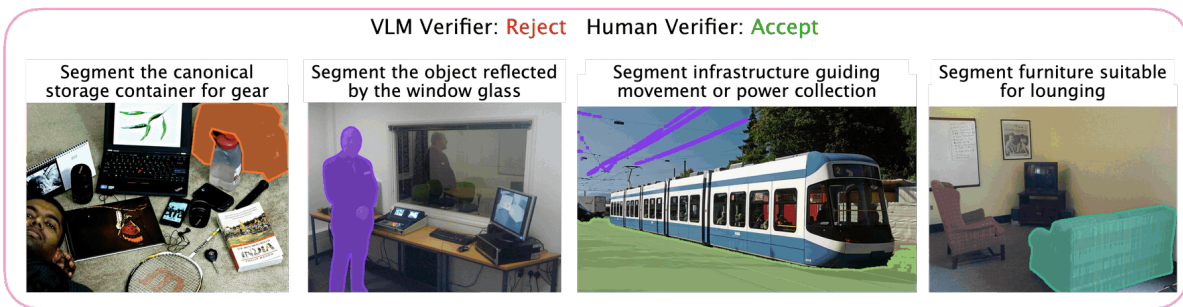 VLM Verifier: Reject Human Verifier: Accept
Segment the canonical
storage container for gear
Segment the object reflected
by the window glass
Segment infrastructure guiding
movement or power collection
Segment furniture suitable
for lounging
INDIA